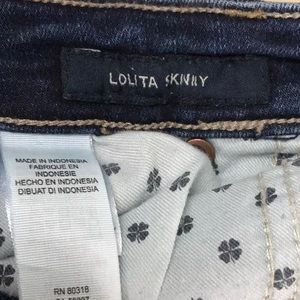 LOLITA SKINNY
MADE IN INDONESIA
FABRIQUE EN
INDONESIE
HECHO EN INDONESIA
DIBUAT DI INDONESIA
RN 80318